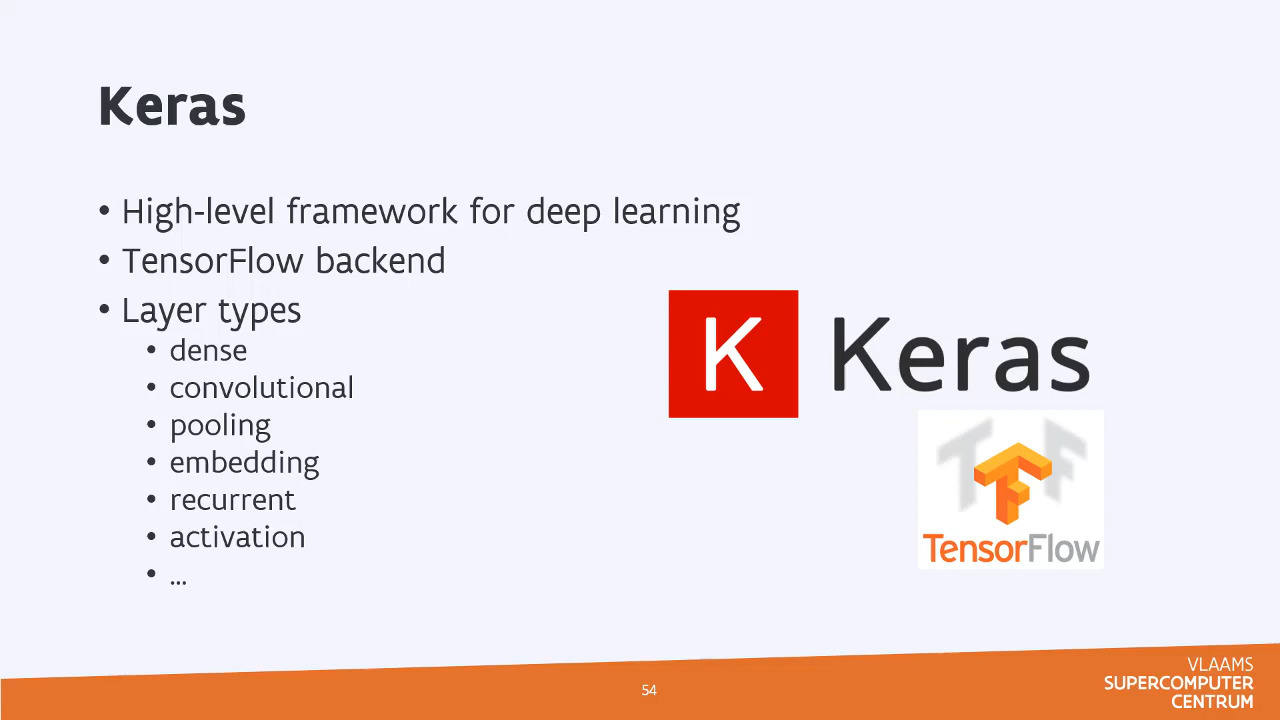 Keras
• High-level framework for deep learning
• TensorFlow backend
• Layer types
• dense
• convolutional
• pooling
• embedding
• recurrent
• activation
• ...
K Keras
TF
TensorFlow
54
VLAAMS
SUPERCOMPUTER
CENTRUM